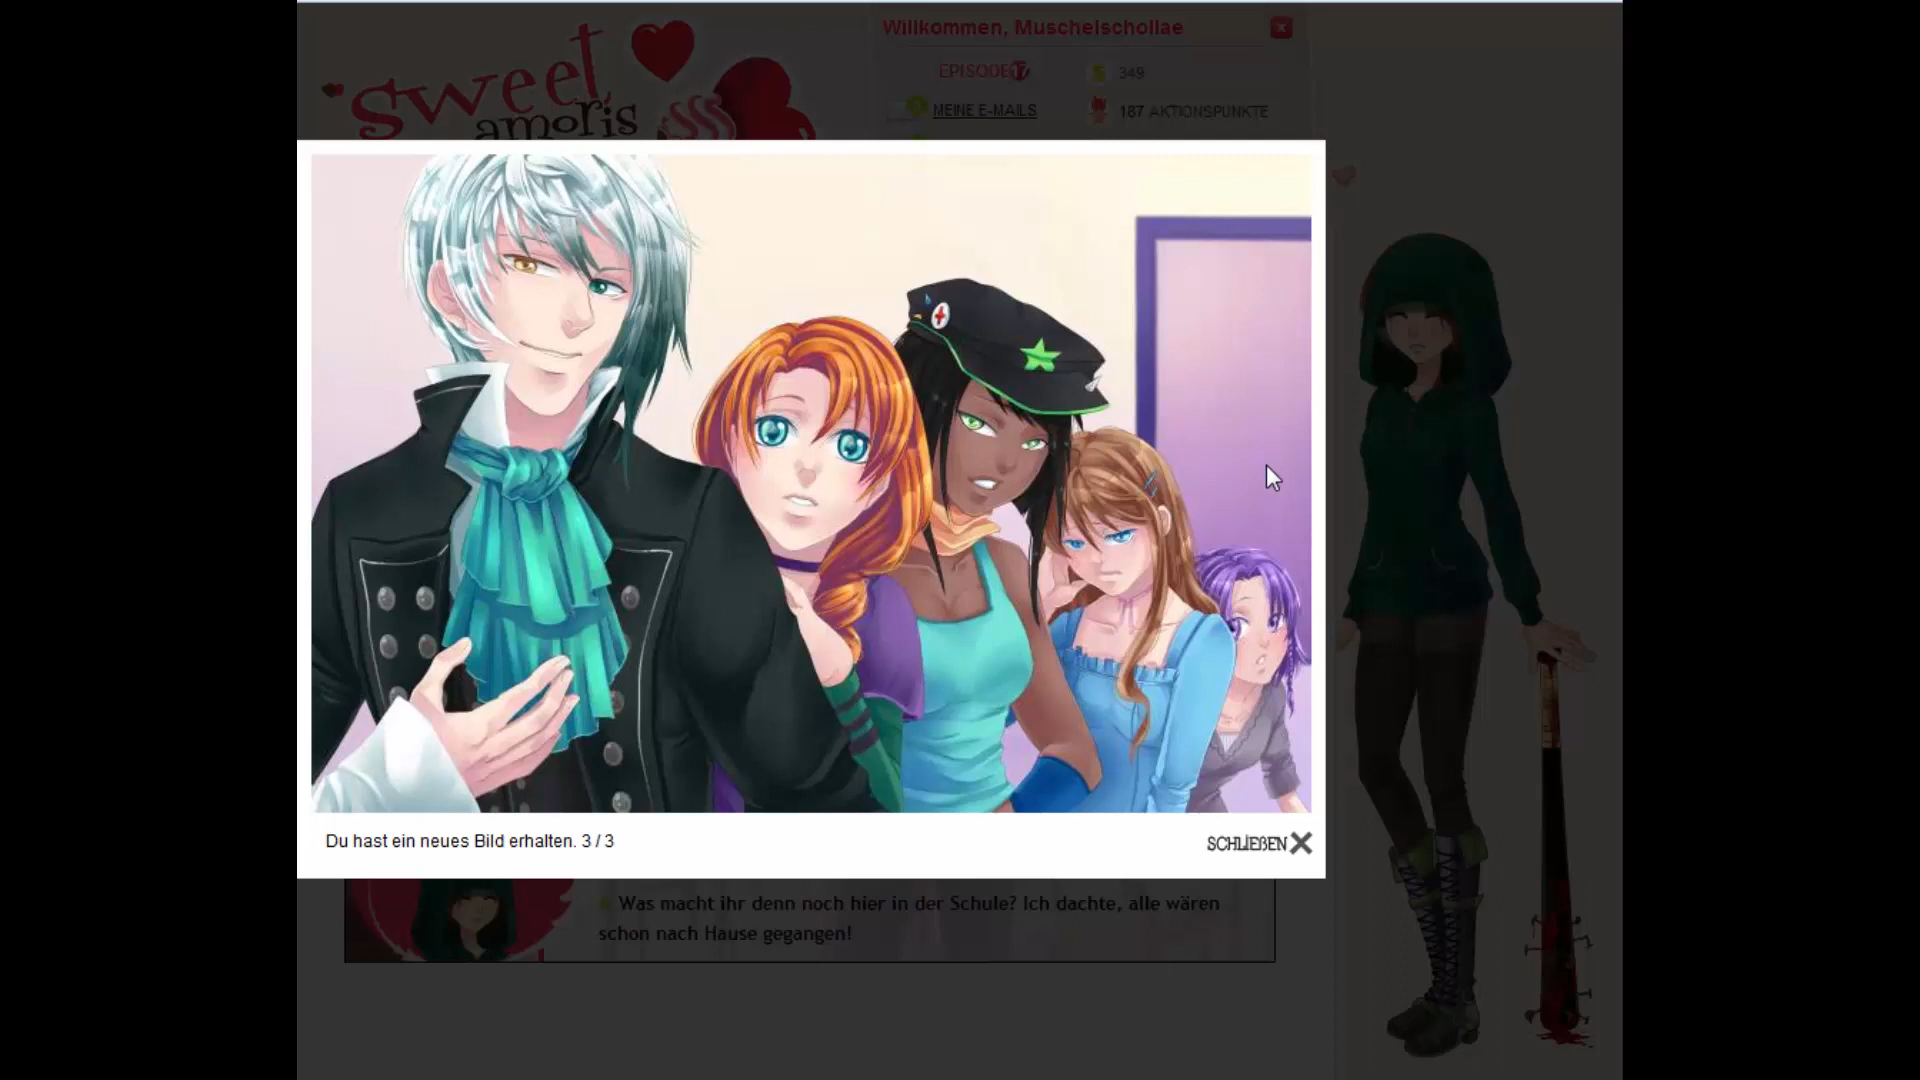 sweet
amoris
Willkommen, Muschelschollae
EPISODE 17
349
MEINE E-MAILS
187 AKTIONSPUNKTE
Du hast ein neues Bild erhalten. 3 / 3
SCHLIEßEN
Was macht ihr denn noch hier in der Schule? Ich dachte, alle wären
schon nach Hause gegangen!